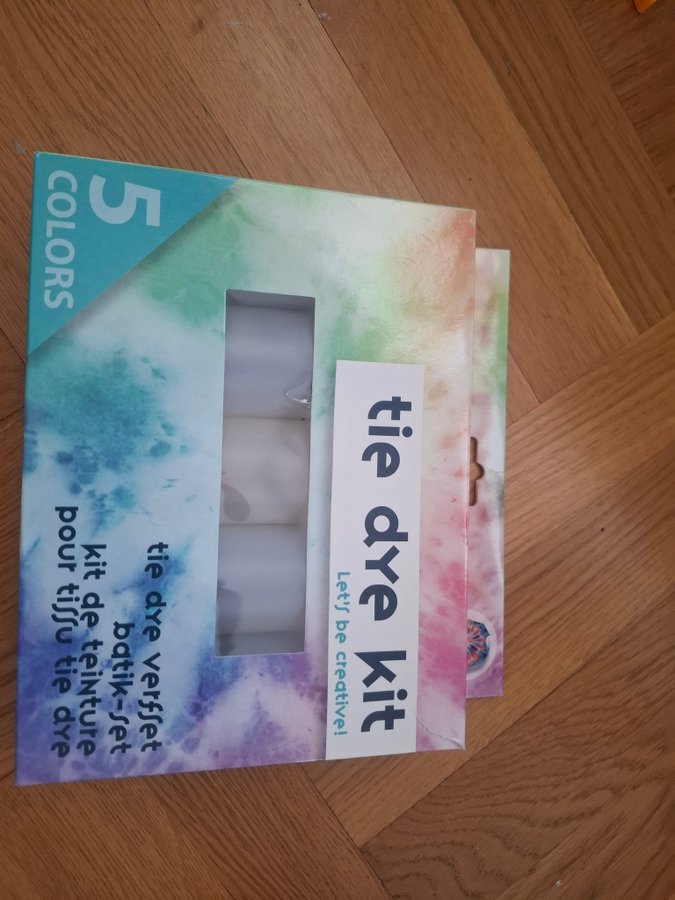 5
COLORS
tie dye kit
Let's be creative!
tie dye verfset
batik-set
kit de teinture
pour tissu tie dye